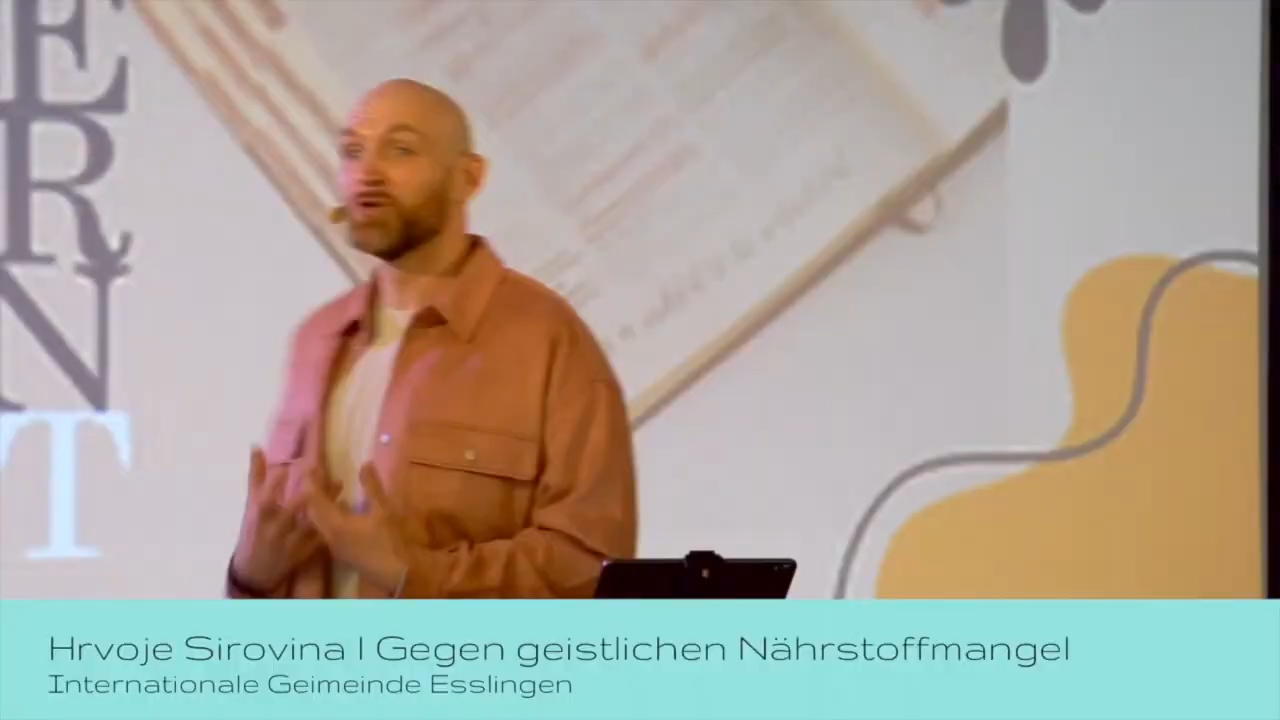 E
R
N
T
Hrvoje Sirovina | Gegen geistlichen Nährstoffmangel
Internationale Geimeinde Esslingen